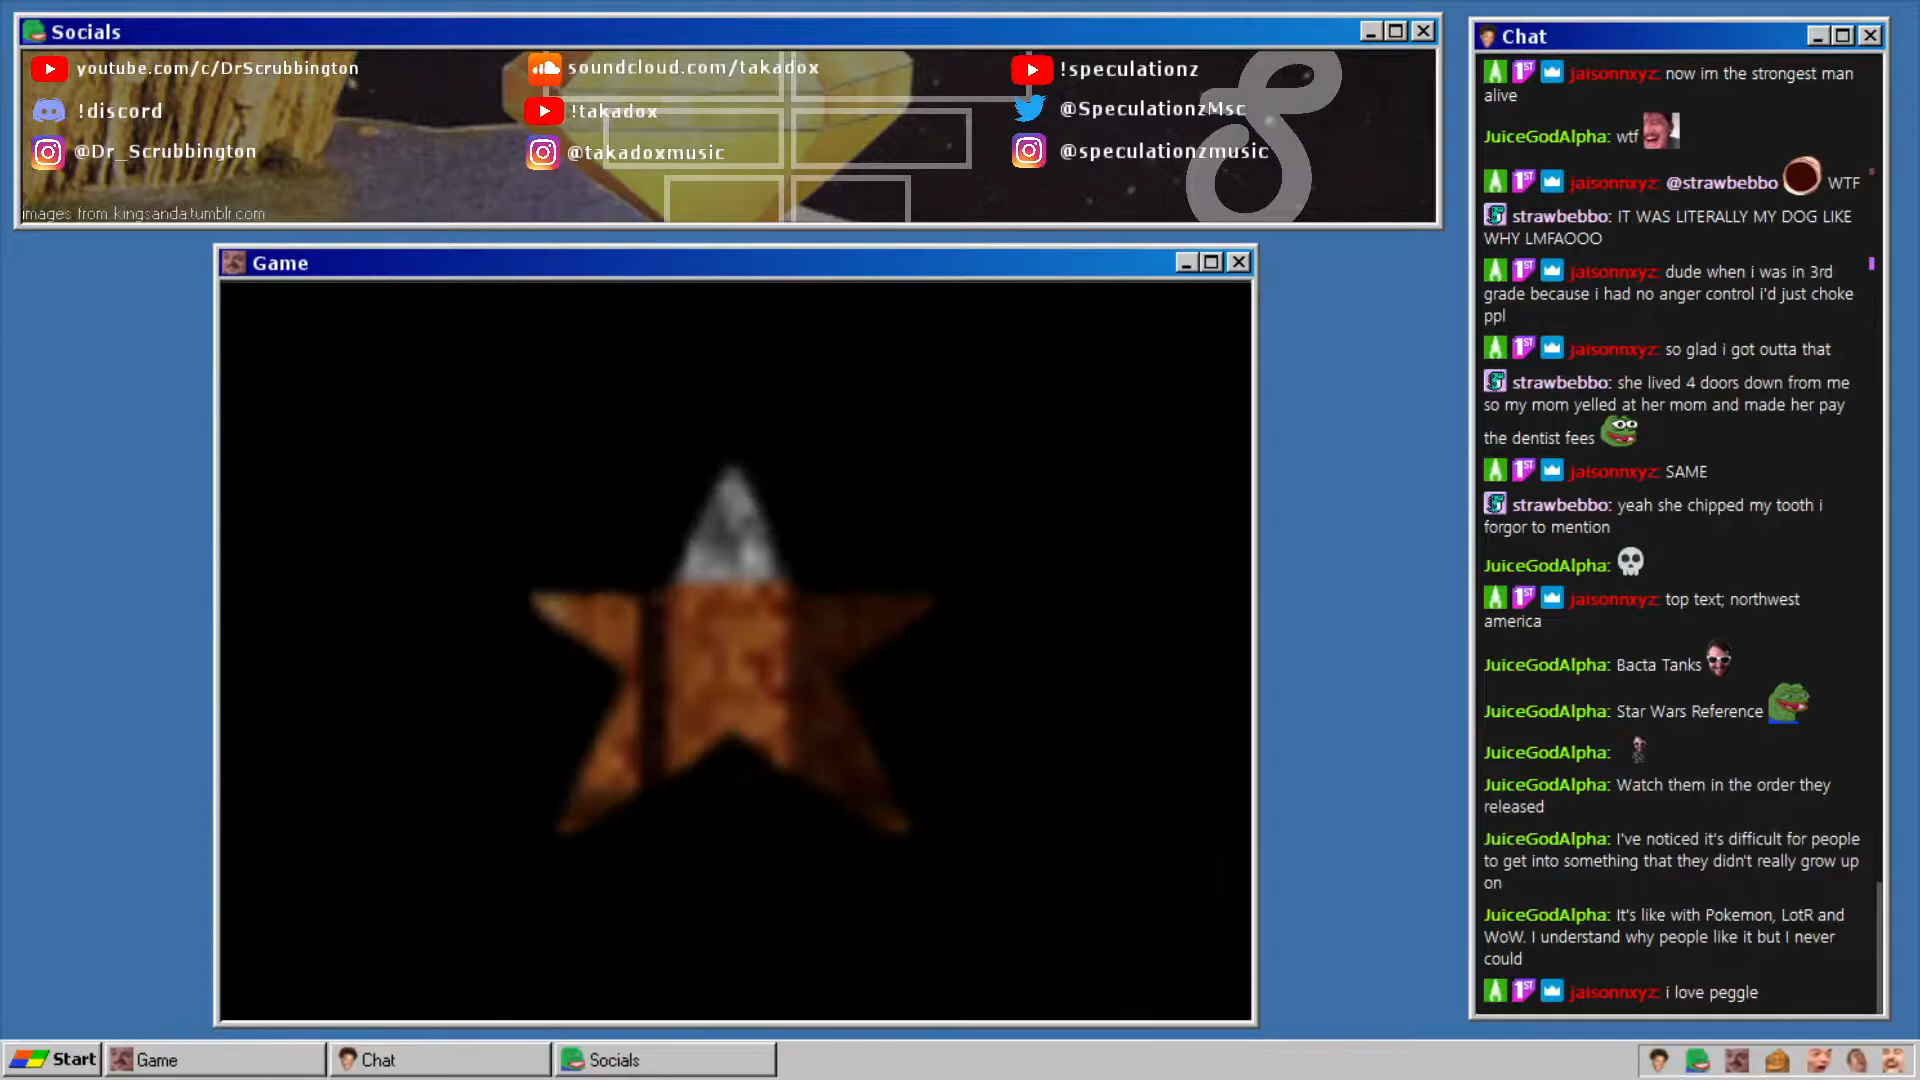 Socials
youtube.com/c/DrScrubbington
soundcloud.com/takadox
!speculationz
!discord
!takadox
@SpeculationzMsc
@Dr_Scrubbington
@takadoxmusic
@speculationzmusic
images from kingsanda.tumblr.com
Game
Chat
jaisonnxyz: now im the strongest man
alive
JuiceGodAlpha: wtf
1ST jaisonnxyz: @strawbebbo WTF
strawbebbo: IT WAS LITERALLY MY DOG LIKE
WHY LMFAOOO
1ST jaisonnxyz: dude when i was in 3rd
grade because i had no anger control i'd just choke
ppl
1ST jaisonnxyz: so glad i got outta that
strawbebbo: she lived 4 doors down from me
so my mom yelled at her mom and made her pay
the dentist fees
1ST jaisonnxyz: SAME
strawbebbo: yeah she chipped my tooth i
forgor to mention
JuiceGodAlpha:
1ST jaisonnxyz: top text; northwest
america
JuiceGodAlpha: Bacta Tanks
JuiceGodAlpha: Star Wars Reference
JuiceGodAlpha:
JuiceGodAlpha: Watch them in the order they
released
JuiceGodAlpha: I've noticed it's difficult for people
to get into something that they didn't really grow up
on
JuiceGodAlpha: It's like with Pokemon, LotR and
WoW. I understand why people like it but I never
could
1ST jaisonnxyz: i love peggle
Start
Game
Chat
Socials